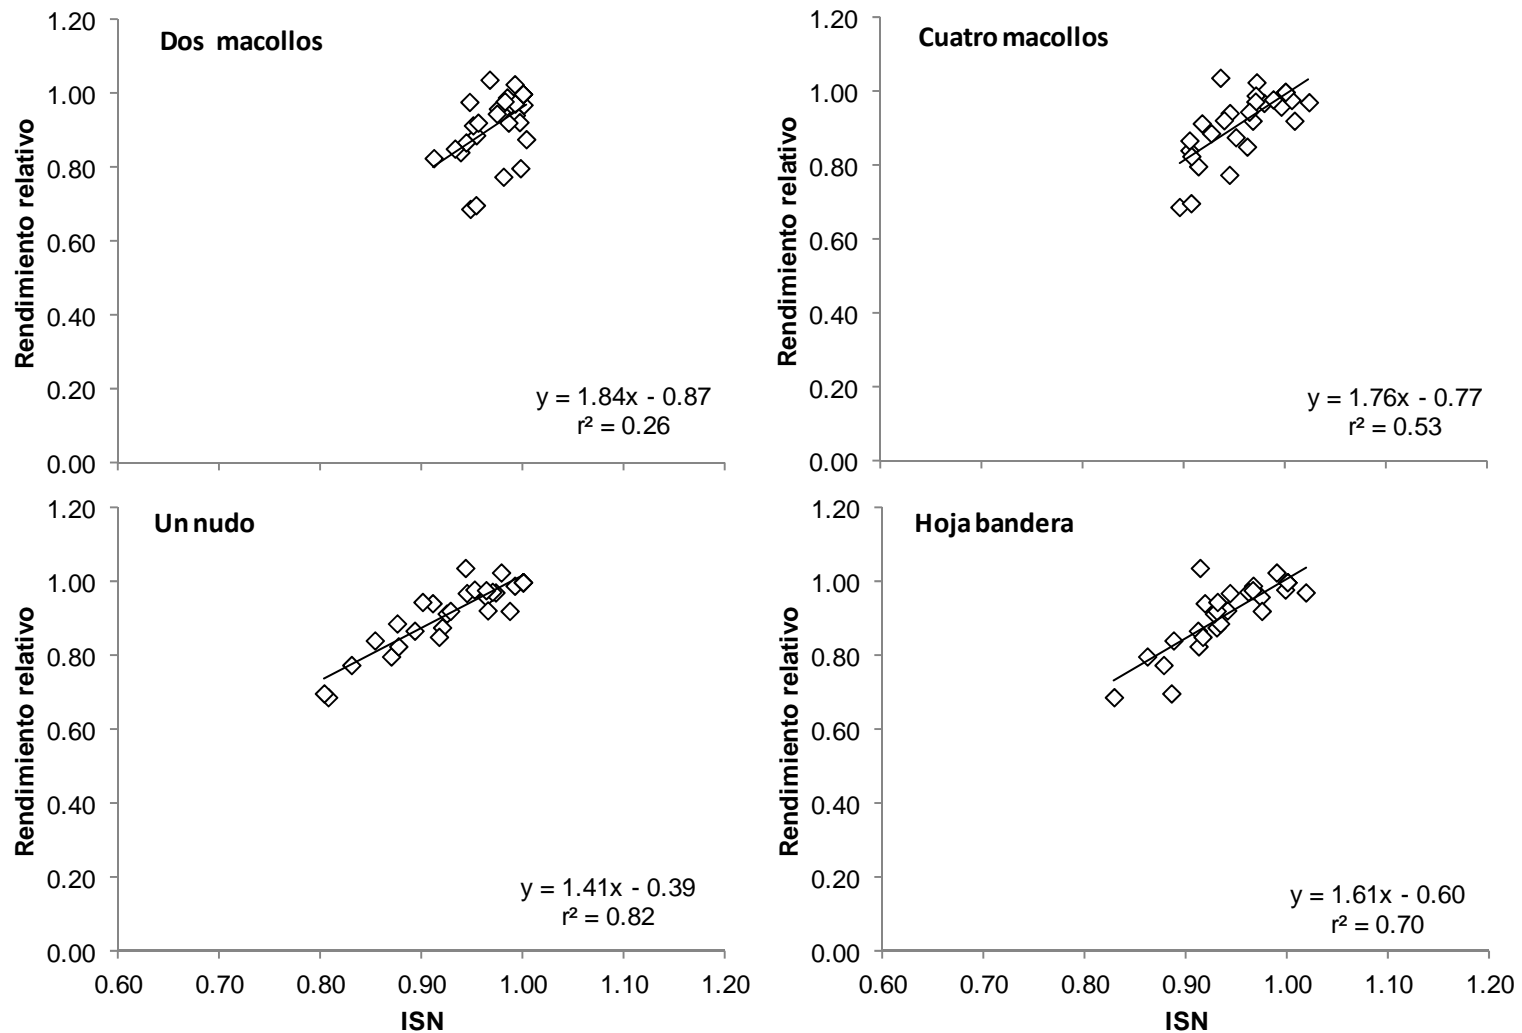 Dos macollos
Rendimiento relativo
1.20
1.00
0.80
0.60
0.40
0.20
0.00
y = 1.84x - 0.87
r² = 0.26
Cuatro macollos
Rendimiento relativo
1.20
1.00
0.80
0.60
0.40
0.20
0.00
y = 1.76x - 0.77
r² = 0.53
Un nudo
Rendimiento relativo
1.20
1.00
0.80
0.60
0.40
0.20
0.00
y = 1.41x - 0.39
r² = 0.82
0.60 0.70 0.80 0.90 1.00 1.10 1.20
ISN
Hoja bandera
Rendimiento relativo
1.20
1.00
0.80
0.60
0.40
0.20
0.00
y = 1.61x - 0.60
r² = 0.70
0.60 0.70 0.80 0.90 1.00 1.10 1.20
ISN